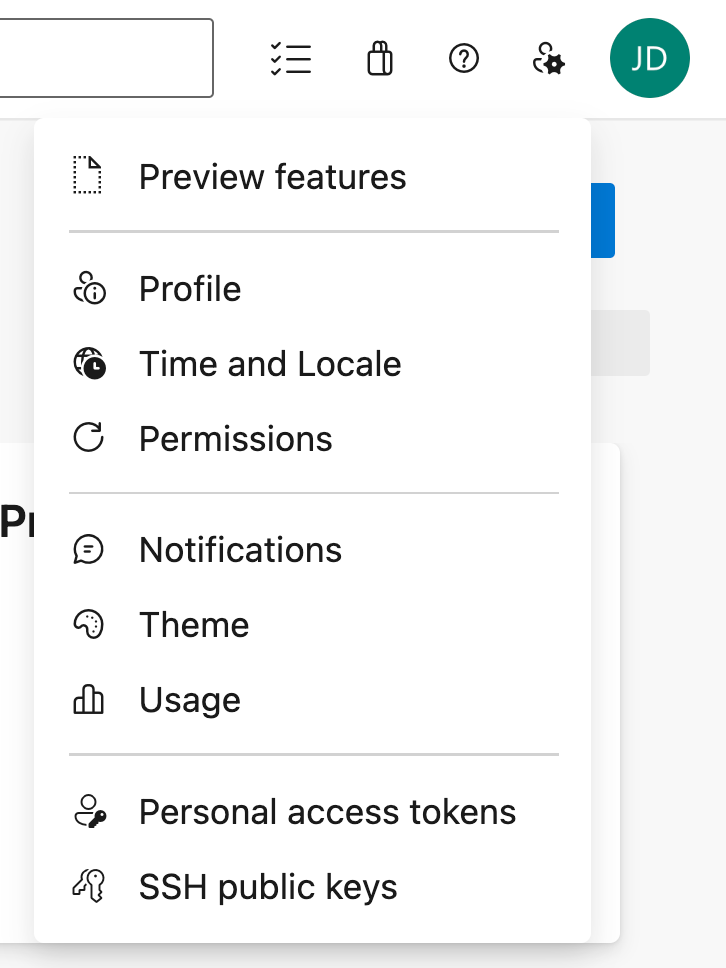 JD
Preview features
Profile
Time and Locale
Permissions
Notifications
Theme
Usage
Personal access tokens
SSH public keys